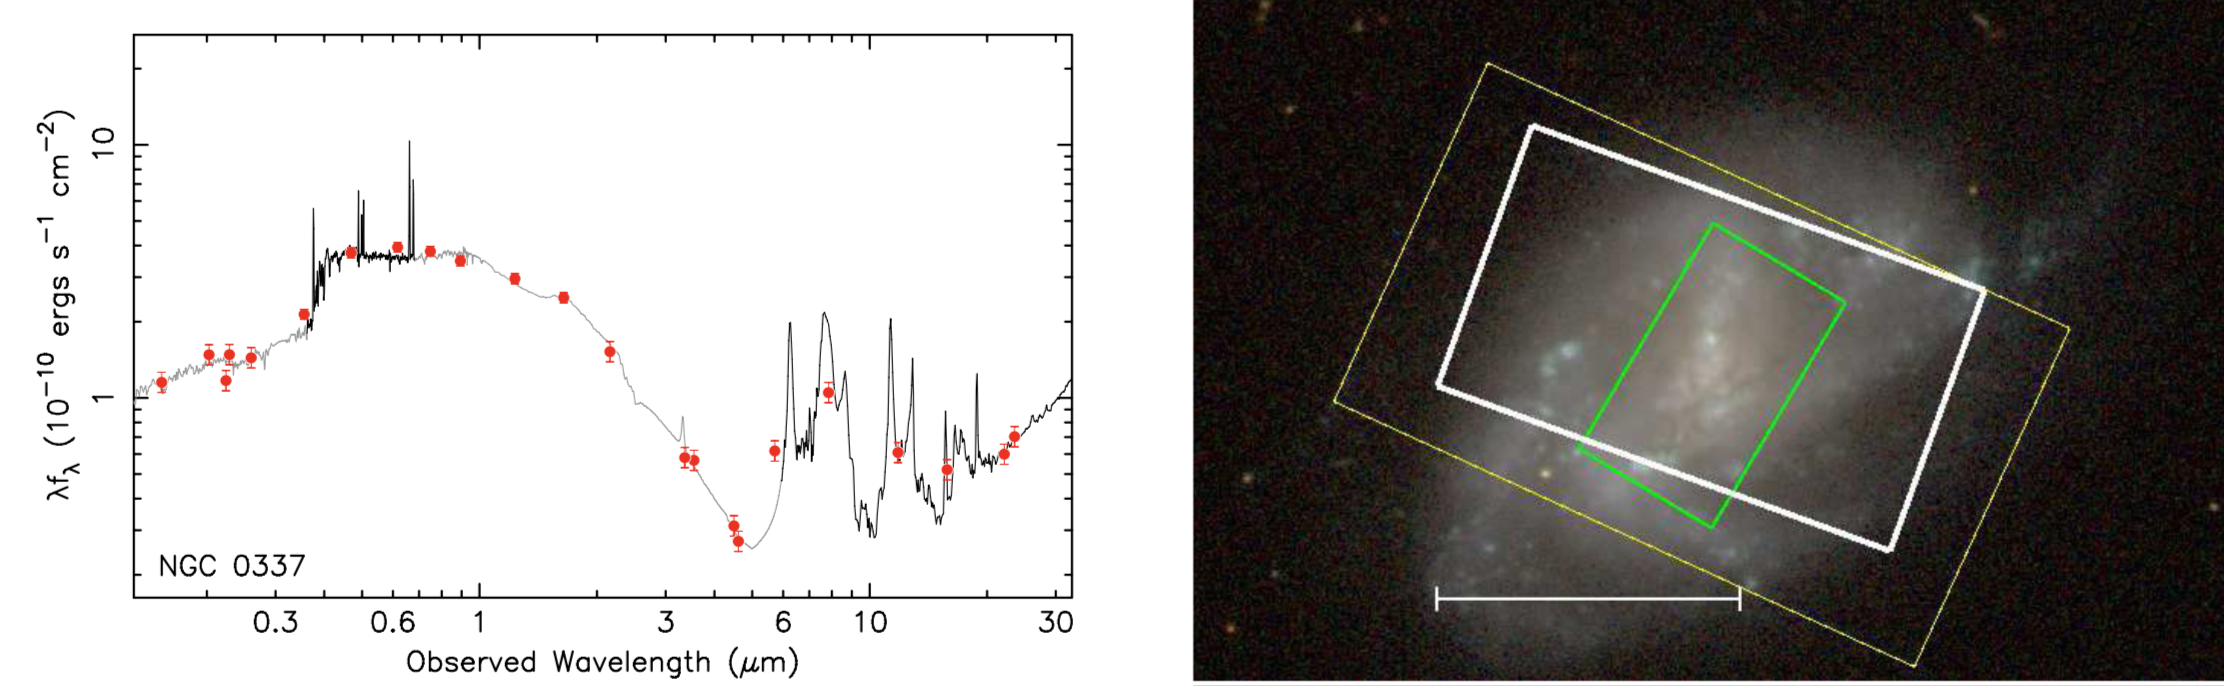 10
1
λf_λ (10⁻¹⁰ ergs s⁻¹ cm⁻²)
NGC 0337
0.3 0.6 1 3 6 10 30
Observed Wavelength (μm)